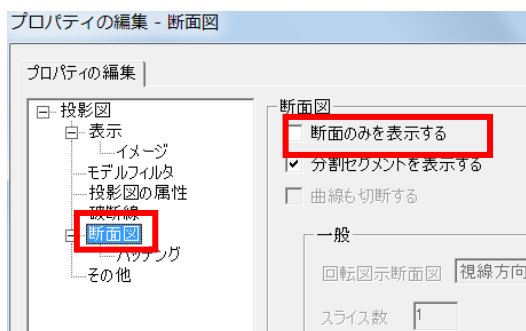 プロパティの編集 - 断面図
プロパティの編集
投影図
表示
イメージ
モデルフィルタ
投影図の属性
破断線
断面図
ハッチング
その他
断面図
断面のみを表示する
分割セグメントを表示する
曲線も切断する
一般
回転図示断面図 視線方向
スライス数 1